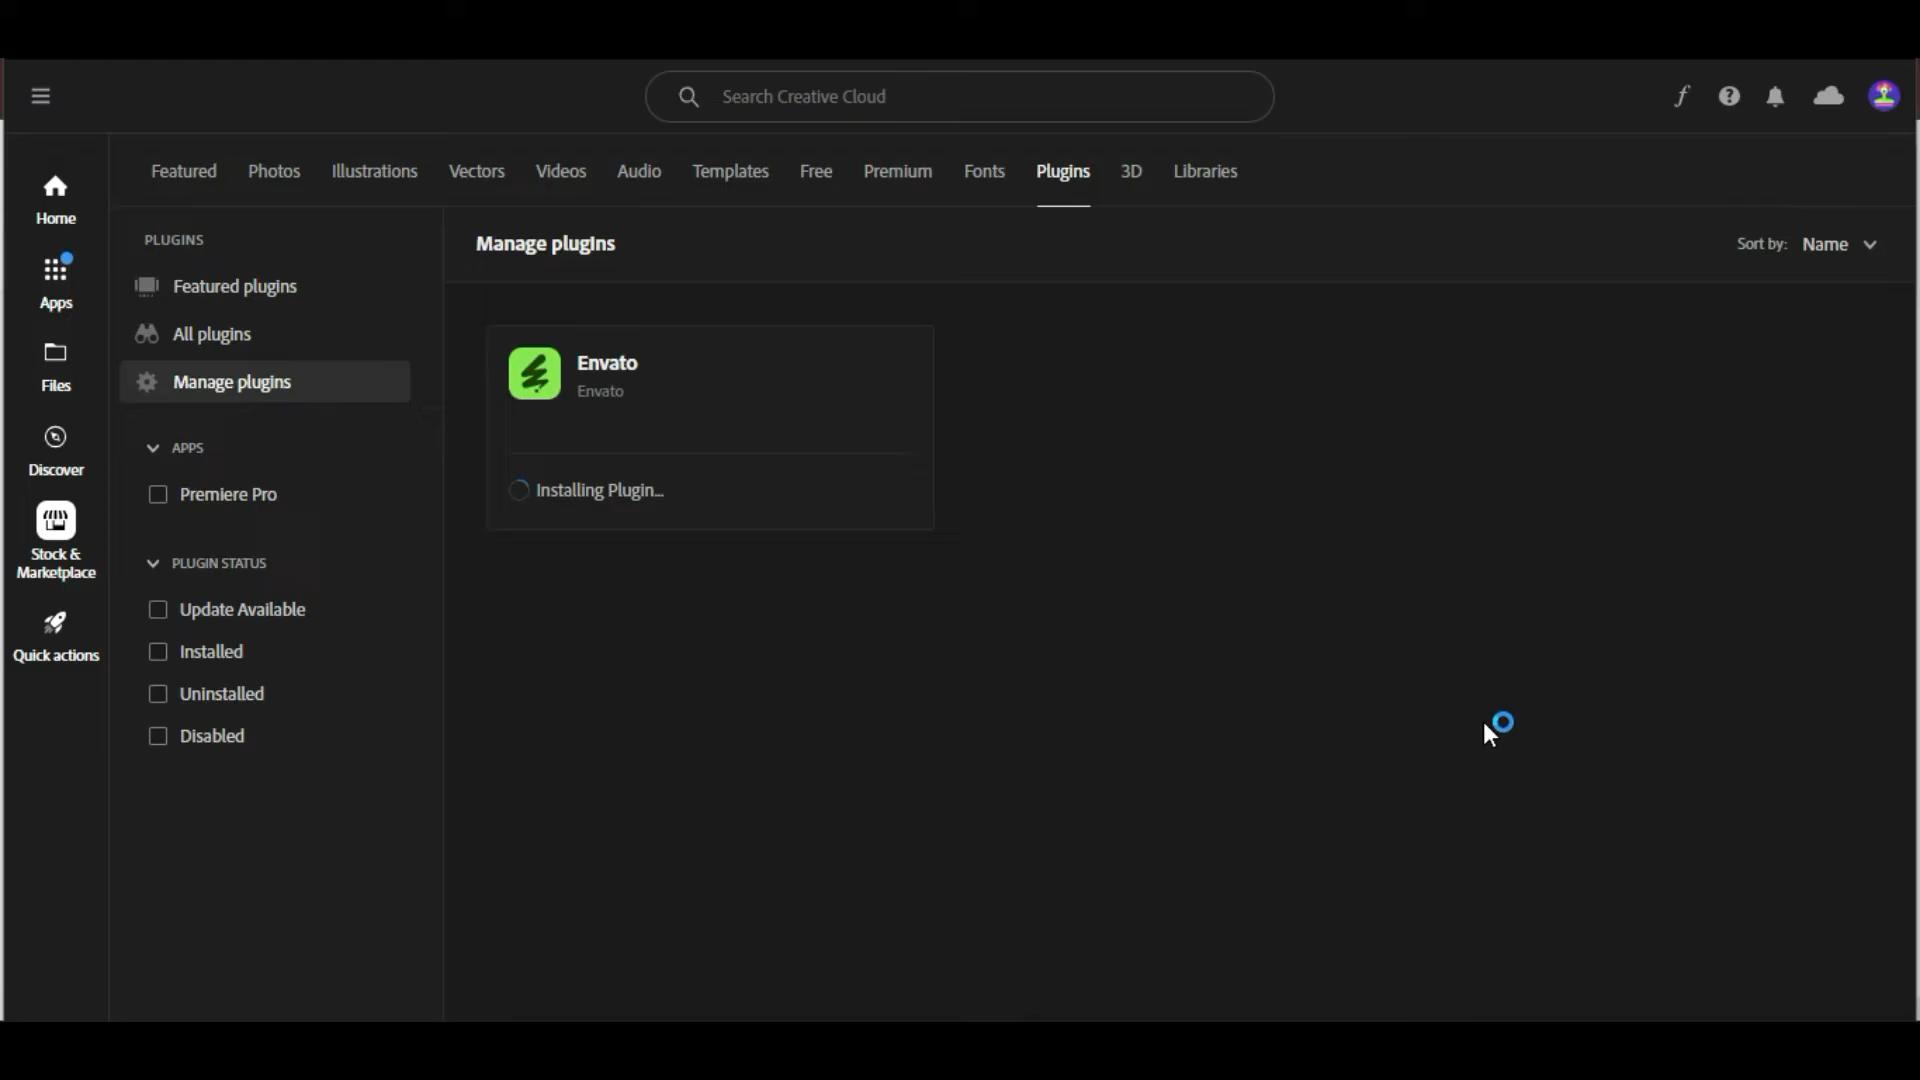 Search Creative Cloud
Featured Photos Illustrations Vectors Videos Audio Templates Free Premium Fonts Plugins 3D Libraries
Home
Apps
Files
Discover
Stock &
Marketplace
Quick actions
PLUGINS
Featured plugins
All plugins
Manage plugins
APPS
Premiere Pro
PLUGIN STATUS
Update Available
Installed
Uninstalled
Disabled
Manage plugins
Sort by: Name
Envato
Envato
Installing Plugin...